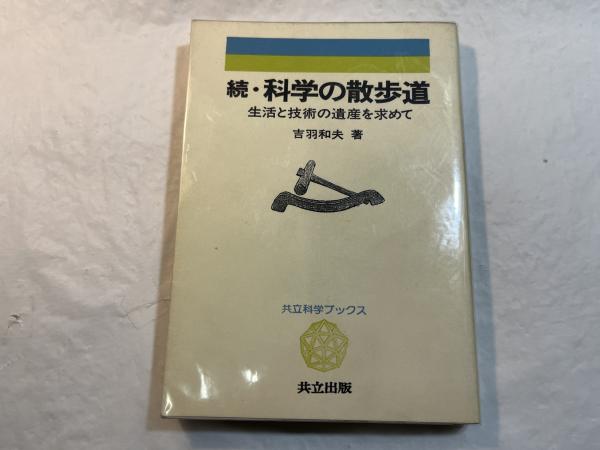 続・科学の散歩道
生活と技術の遺産を求めて
吉羽和夫 著
共立科学ブックス
共立出版